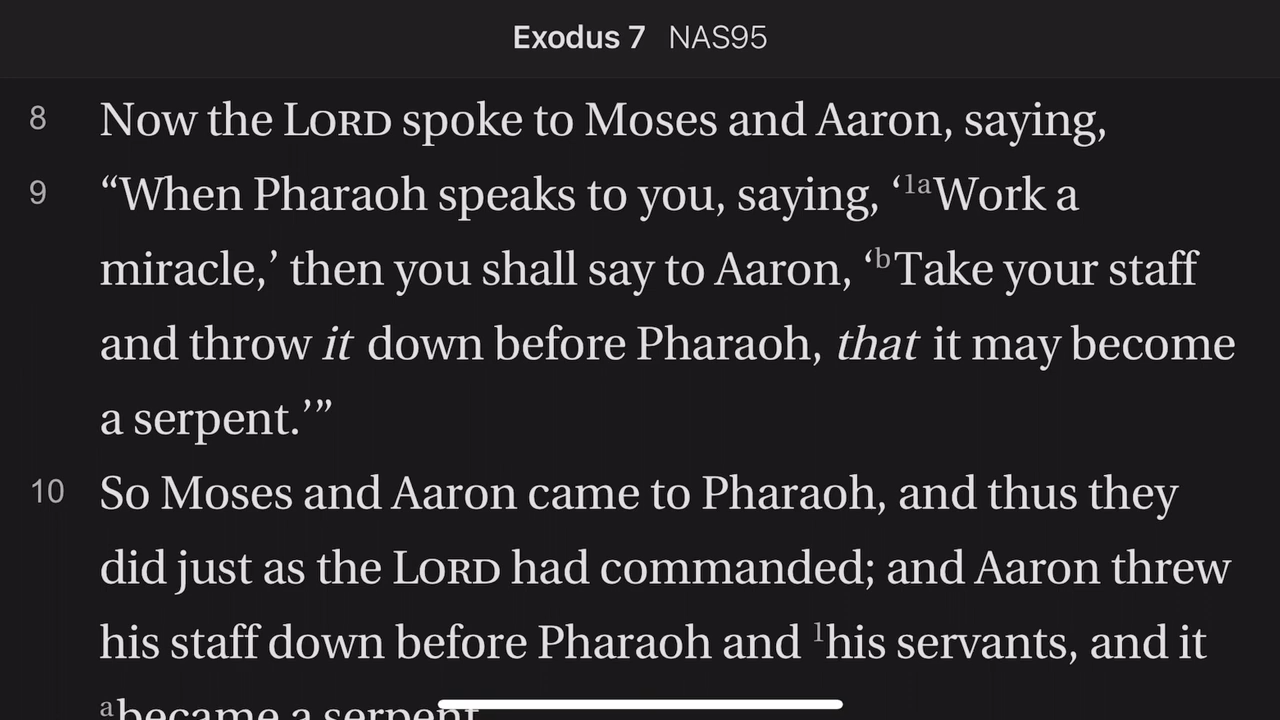 Exodus 7 NAS95
8 Now the LORD spoke to Moses and Aaron, saying,
9 “When Pharaoh speaks to you, saying, ‘1aWork a
miracle,’ then you shall say to Aaron, ‘bTake your staff
and throw it down before Pharaoh, that it may become
a serpent.’”
10 So Moses and Aaron came to Pharaoh, and thus they
did just as the LORD had commanded; and Aaron threw
his staff down before Pharaoh and 1his servants, and it
abecame a serpent